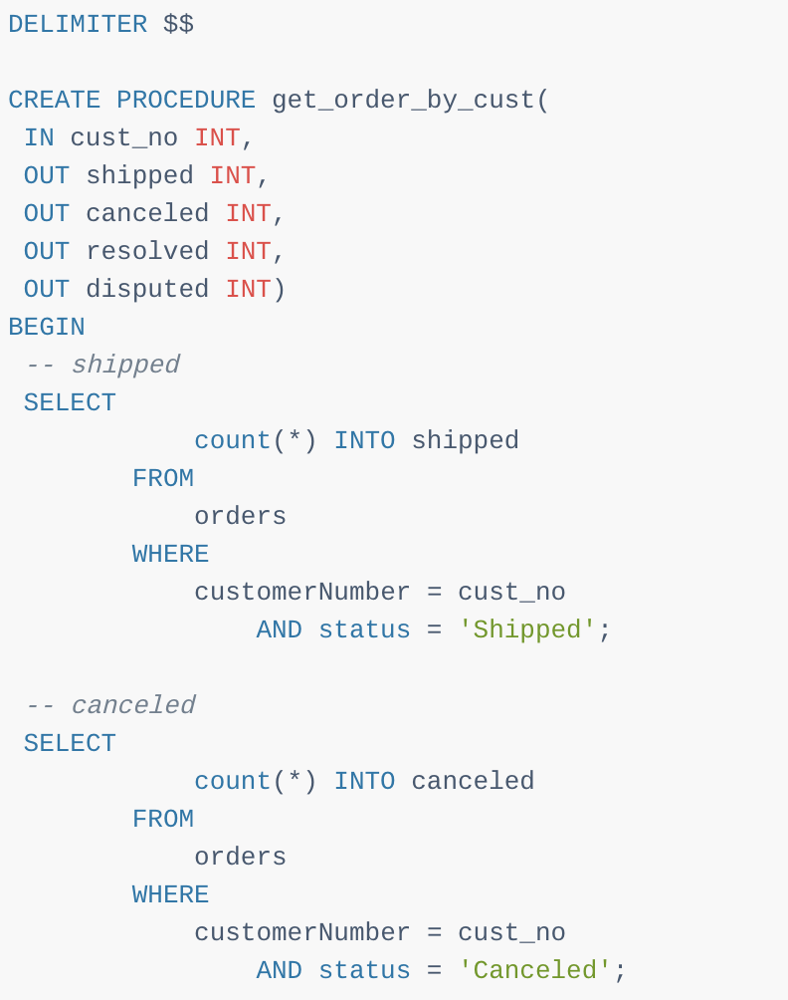 DELIMITER $$

CREATE PROCEDURE get_order_by_cust(
 IN cust_no INT,
 OUT shipped INT,
 OUT canceled INT,
 OUT resolved INT,
 OUT disputed INT)
BEGIN
 -- shipped
 SELECT
            count(*) INTO shipped
        FROM
            orders
        WHERE
            customerNumber = cust_no
                AND status = 'Shipped';

 -- canceled
 SELECT
            count(*) INTO canceled
        FROM
            orders
        WHERE
            customerNumber = cust_no
                AND status = 'Canceled';